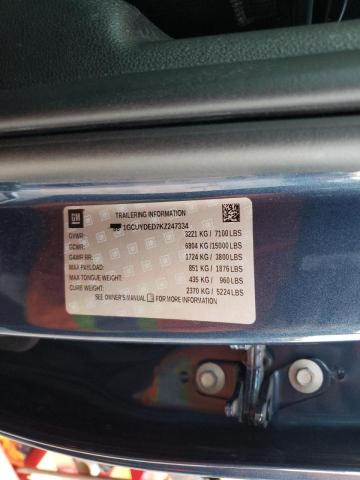 GM
TRAILERING INFORMATION
1GCUYDED7KZ247334
GVWR: 3221 KG / 7100 LBS
GCWR: 6804 KG /15000 LBS
GAWR RR: 1724 KG / 3800 LBS
MAX PAYLOAD: 851 KG / 1876 LBS
MAX TONGUE WEIGHT: 435 KG / 960 LBS
CURB WEIGHT: 2370 KG / 5224 LBS
SEE OWNER'S MANUAL FOR ADDITIONAL INFORMATION